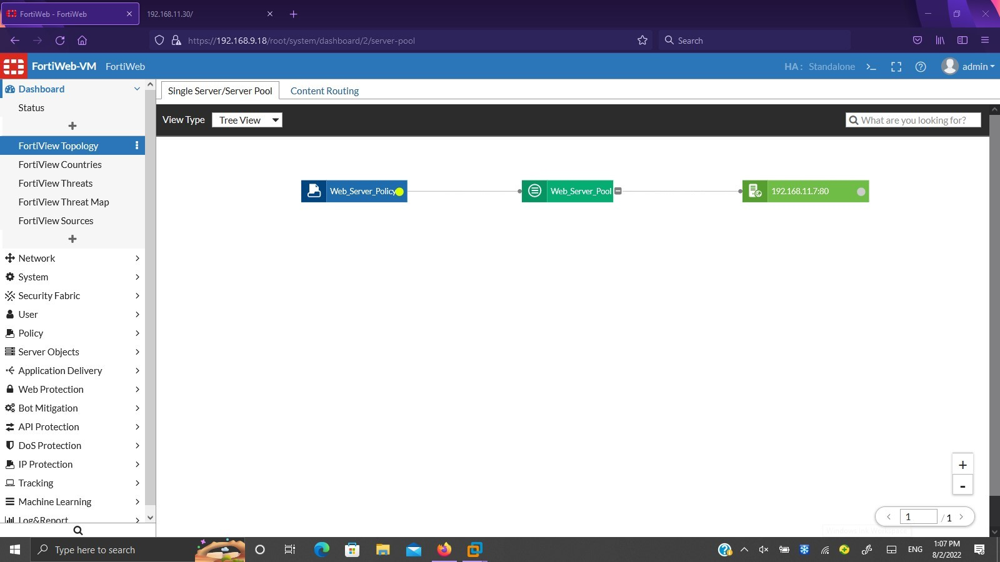 FortiWeb - FortiWeb
192.168.11.30/
https://192.168.9.18/root/system/dashboard/2/server-pool
Search
FortiWeb-VM FortiWeb
HA: Standalone
admin
Dashboard
Status
FortiView Topology
FortiView Countries
FortiView Threats
FortiView Threat Map
FortiView Sources
Network
System
Security Fabric
User
Policy
Server Objects
Application Delivery
Web Protection
Bot Mitigation
API Protection
DoS Protection
IP Protection
Tracking
Machine Learning
Log&Report
Single Server/Server Pool
Content Routing
View Type
Tree View
What are you looking for?
Web_Server_Policy
Web_Server_Pool
192.168.11.7:80
+
-
1
/ 1
Windows Ink Workspace
Type here to search
ENG
1:07 PM
8/2/2022